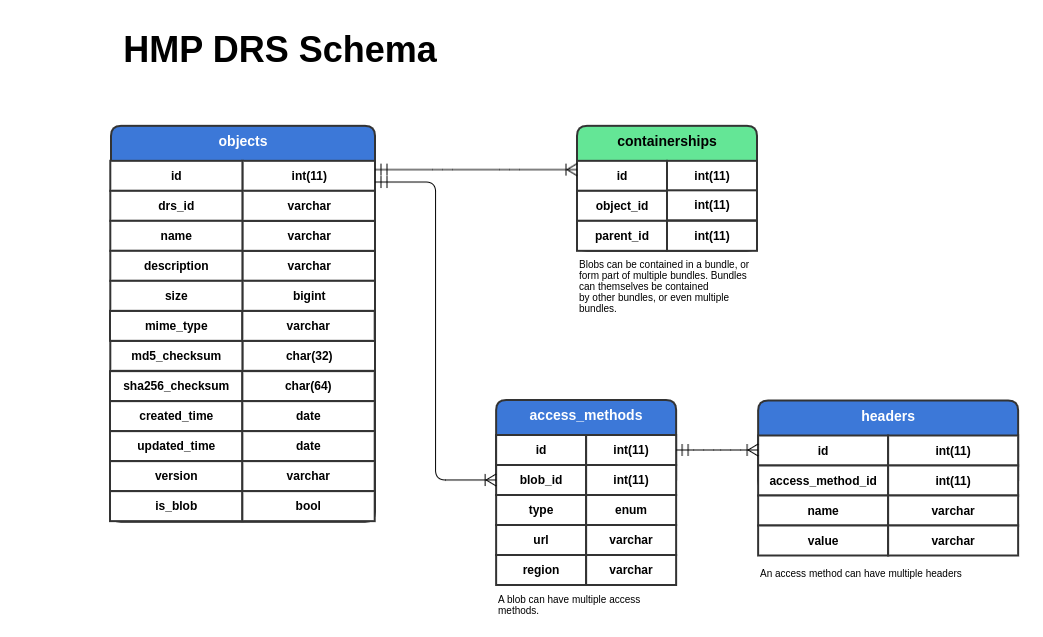 HMP DRS Schema
objects
id int(11)
drs_id varchar
name varchar
description varchar
size bigint
mime_type varchar
md5_checksum char(32)
sha256_checksum char(64)
created_time date
updated_time date
version varchar
is_blob bool
containerships
id int(11)
object_id int(11)
parent_id int(11)
Blobs can be contained in a bundle, or
form part of multiple bundles. Bundles
can themselves be contained
by other bundles, or even multiple
bundles.
access_methods
id int(11)
blob_id int(11)
type enum
url varchar
region varchar
A blob can have multiple access
methods.
headers
id int(11)
access_method_id int(11)
name varchar
value varchar
An access method can have multiple headers